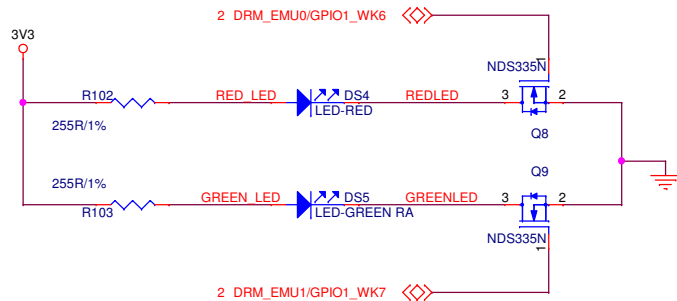 2 DRM_EMU0/GPIO1_WK6
3V3
1
NDS335N
R102
RED_LED
DS4
REDLED
3
2
LED-RED
255R/1%
Q8
Q9
255R/1%
GREEN_LED
DS5
GREENLED
3
2
R103
LED-GREEN RA
NDS335N
1
2 DRM_EMU1/GPIO1_WK7